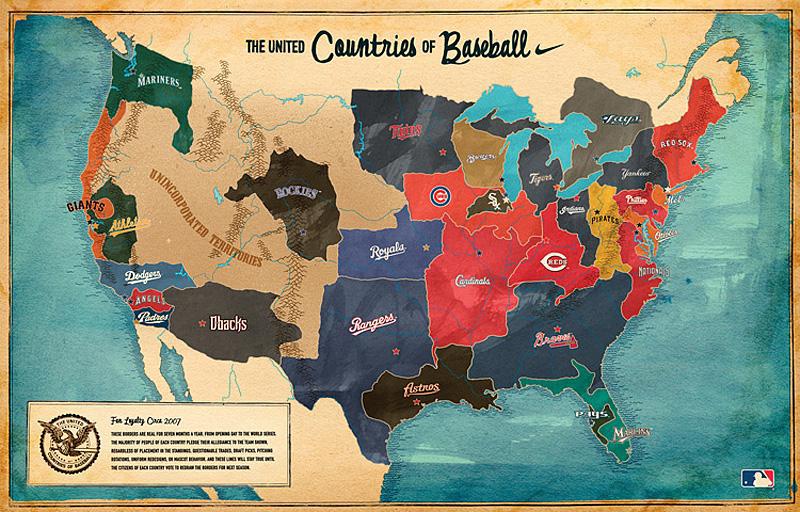 THE UNITED Countries OF Baseball
MARINERS
Twins
Brewers
Jays
RED SOX
Tigers
Yankees
GIANTS
Athletics
UNINCORPORATED TERRITORIES
ROCKIES
C
SOX
Indians
PIRATES
Phillies
Mets
Orioles
NATIONALS
Royals
Cardinals
REDS
Dodgers
ANGELS
Padres
Dbacks
Rangers
Braves
Astros
RAYS
MARLINS
THE UNITED
COUNTRIES OF BASEBALL
Fan Loyalty Circa 2007
THESE BORDERS ARE REAL FOR SEVEN MONTHS A YEAR. FROM OPENING DAY TO THE WORLD SERIES,
THE MAJORITY OF PEOPLE OF EACH COUNTRY PLEDGE THEIR ALLEGIANCE TO THE TEAM SHOWN,
REGARDLESS OF PLACEMENT IN THE STANDINGS, QUESTIONABLE TRADES, DRAFT PICKS, PITCHING
ROTATIONS, UNIFORM REDESIGNS, OR MASCOT BEHAVIOR, AND THESE LINES WILL STAY TRUE UNTIL
THE CITIZENS OF EACH COUNTRY VOTE TO REDRAW THE BORDERS FOR NEXT SEASON.